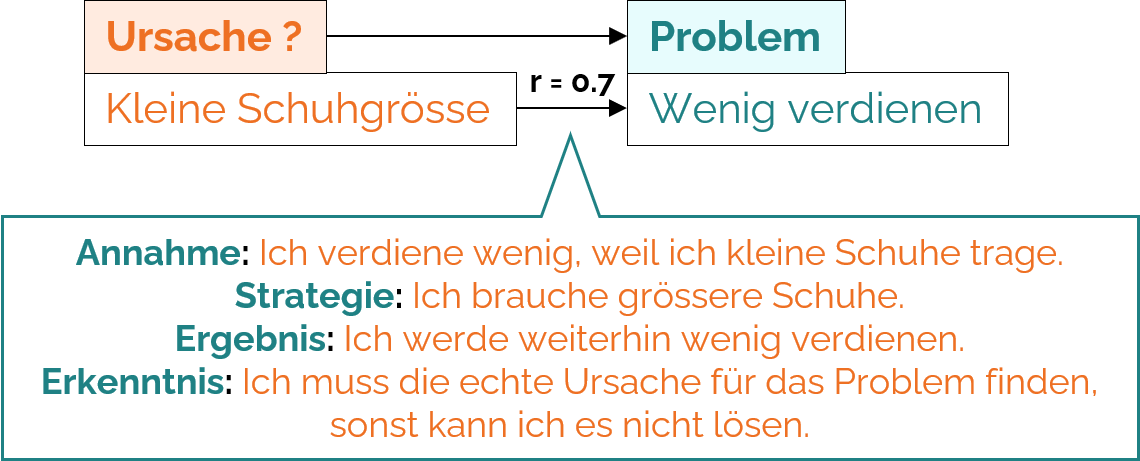 Ursache ?
Problem
r = 0.7
Kleine Schuhgrösse
Wenig verdienen
Annahme: Ich verdiene wenig, weil ich kleine Schuhe trage.
Strategie: Ich brauche grössere Schuhe.
Ergebnis: Ich werde weiterhin wenig verdienen.
Erkenntnis: Ich muss die echte Ursache für das Problem finden,
sonst kann ich es nicht lösen.